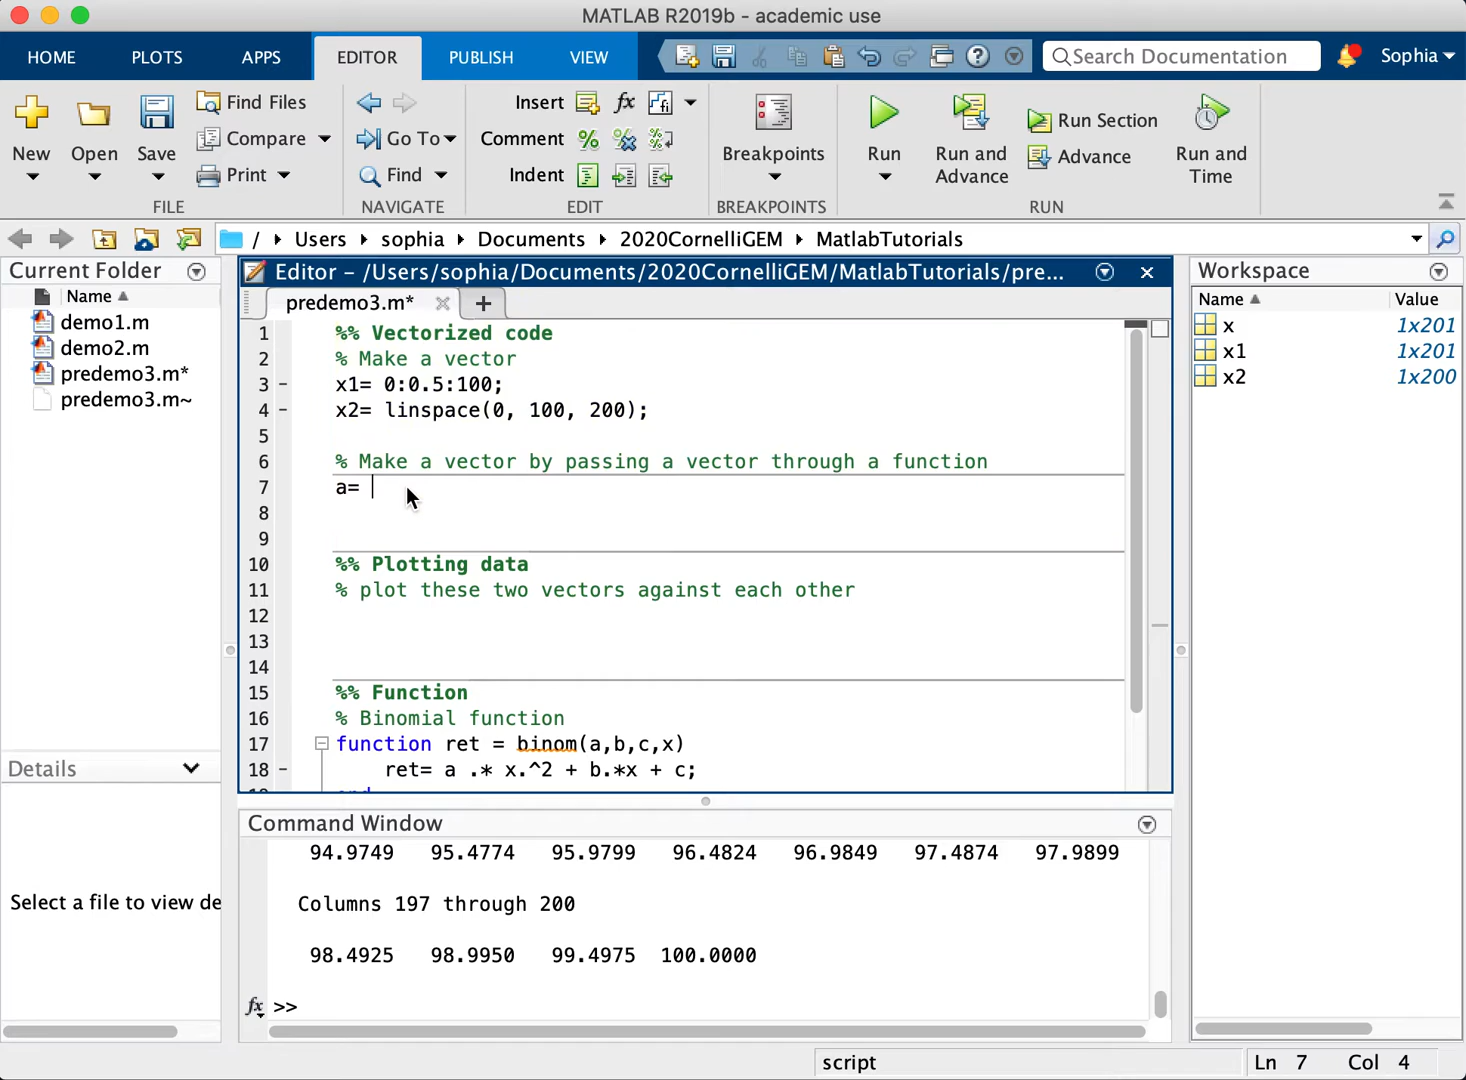 MATLAB R2019b - academic use
HOME PLOTS APPS EDITOR PUBLISH VIEW Search Documentation Sophia
New Open Save Find Files Compare Print
FILE
Go To Find
NAVIGATE
Insert fx fi
Comment % % %
Indent
EDIT
Breakpoints
BREAKPOINTS
Run Run and Advance Run Section Advance Run and Time
RUN
/ Users sophia Documents 2020CornelliGEM MatlabTutorials
Current Folder
Name
demo1.m
demo2.m
predemo3.m*
predemo3.m~
Details
Select a file to view de
Editor – /Users/sophia/Documents/2020CornelliGEM/MatlabTutorials/pre...
predemo3.m* +
1 %% Vectorized code
2 % Make a vector
3 - x1= 0:0.5:100;
4 - x2= linspace(0, 100, 200);
5
6 % Make a vector by passing a vector through a function
7 a=
8
9
10 %% Plotting data
11 % plot these two vectors against each other
12
13
14
15 %% Function
16 % Binomial function
17 function ret = binom(a,b,c,x)
18 - ret= a .* x.^2 + b.*x + c;
Command Window
94.9749 95.4774 95.9799 96.4824 96.9849 97.4874 97.9899
Columns 197 through 200
98.4925 98.9950 99.4975 100.0000
fx >>
Workspace
Name Value
x 1x201
x1 1x201
x2 1x200
script Ln 7 Col 4